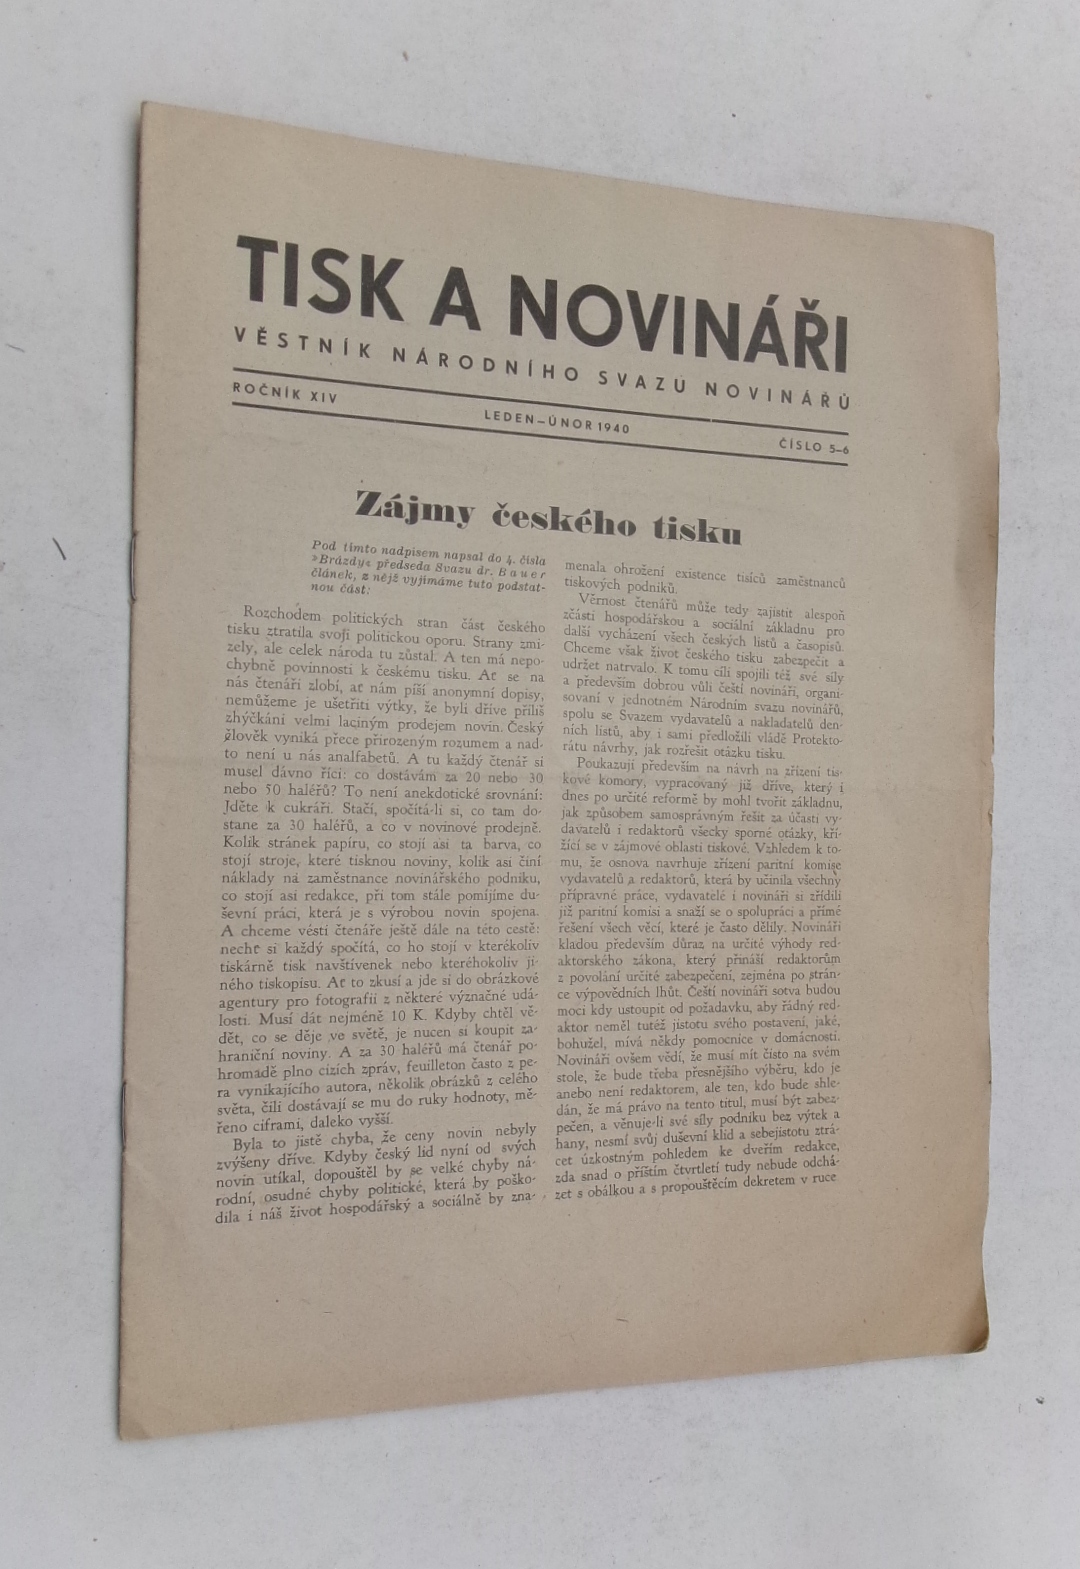 TISK A NOVINÁŘI
VĚSTNÍK NÁRODNÍHO SVAZU NOVINÁŘŮ
ROČNÍK XIV
LEDEN–ÚNOR 1940
ČÍSLO 5–6
Zájmy českého tisku
Pod tímto nadpisem napsal do 4. čísla
»Brázdy« předseda Svazu dr. Bauer
článek, z nějž vyjímáme tuto podstat-
nou část:
Rozchodem politických stran část českého
tisku ztratila svoji politickou oporu. Strany zmi-
zely, ale celek národa tu zůstal. A ten má nepo-
chybně povinnosti k českému tisku. Ať se na
nás čtenáři zlobí, ať nám píší anonymní dopisy,
nemůžeme je ušetřiti výtky, že byli dříve příliš
zhýčkáni velmi laciným prodejem novin. Český
člověk vyniká přece přirozeným rozumem a nad-
to není u nás analfabetů. A tu každý čtenář si
musel dávno říci: co dostávám za 20 nebo 30
nebo 50 haléřů? To není anekdotické srovnání:
Jděte k cukráři. Stačí, spočítá-li si, co tam do-
stane za 30 haléřů, a co v novinové prodejně.
Kolik stránek papíru, co stojí asi ta barva, co
stojí stroje, které tisknou noviny, kolik asi činí
náklady na zaměstnance novinářského podniku,
co stojí asi redakce, při tom stále pomíjíme du-
ševní práci, která je s výrobou novin spojena.
A chceme vésti čtenáře ještě dále na této cestě:
nechť si každý spočítá, co ho stojí v kterékoliv
tiskárně tisk navštívenek nebo kteréhokoliv ji-
ného tiskopisu. Ať to zkusí a jde si do obrázkové
agentury pro fotografii z některé význačné udá-
losti. Musí dát nejméně 10 K. Kdyby chtěl vě-
dět, co se děje ve světě, je nucen si koupit za-
hraniční noviny. A za 30 haléřů má čtenář po-
hromadě plno cizích zpráv, feuilleton často z pe-
ra vynikajícího autora, několik obrázků z celého
světa, čili dostávají se mu do ruky hodnoty, mě-
řeno ciframi, daleko vyšší.
Byla to jistě chyba, že ceny novin nebyly
zvýšeny dříve. Kdyby český lid nyní od svých
novin utíkal, dopouštěl by se velké chyby ná-
rodní, osudné chyby politické, která by poško-
dila i náš život hospodářský a sociálně by zna-
menala ohrožení existence tisíců zaměstnanců
tiskových podniků.
Věrnost čtenářů může tedy zajistit alespoň
zčásti hospodářskou a sociální základnu pro
další vycházení všech českých listů a časopisů.
Chceme však život českého tisku zabezpečit a
udržet natrvalo. K tomu cíli spojili též své síly
a především dobrou vůli čeští novináři, organi-
sovaní v jednotném Národním svazu novinářů,
spolu se Svazem vydavatelů a nakladatelů den-
ních listů, aby i sami předložili vládě Protekto-
rátu návrhy, jak rozřešit otázku tisku.
Poukazuji především na návrh na zřízení tis-
kové komory, vypracovaný již dříve, který i
dnes po určité reformě by mohl tvořit základnu,
jak způsobem samosprávným řešit za účasti vy-
davatelů i redaktorů všecky sporné otázky, kří-
žící se v zájmové oblasti tiskové. Vzhledem k to-
mu, že osnova navrhuje zřízení paritní komise
vydavatelů a redaktorů, která by učinila všechny
přípravné práce, vydavatelé i novináři si zřídili
již paritní komisi a snaží se o spolupráci a přímé
řešení všech věcí, které je často dělily. Novináři
kladou především důraz na určité výhody red-
aktorského zákona, který přináší redaktorům
z povolání určité zabezpečení, zejména po strán-
ce výpovědních lhůt. Čeští novináři sotva budou
moci kdy ustoupit od požadavku, aby řádný red-
aktor neměl tutéž jistotu svého postavení, jaké,
bohužel, mívá někdy pomocnice v domácnosti.
Novináři ovšem vědí, že musí mít čisto na svém
stole, že bude třeba přesnějšího výběru, kdo je
anebo není redaktorem, ale ten, kdo bude shle-
dán, že má právo na tento titul, musí být zabez-
pečen, a věnuje-li své síly podniku bez výtek a
hany, nesmí svůj duševní klid a sebejistotu ztrá-
cet úzkostným pohledem ke dveřím redakce,
zda snad o příštím čtvrtletí tudy nebude odchá-
zet s obálkou a s propouštěcím dekretem v ruce